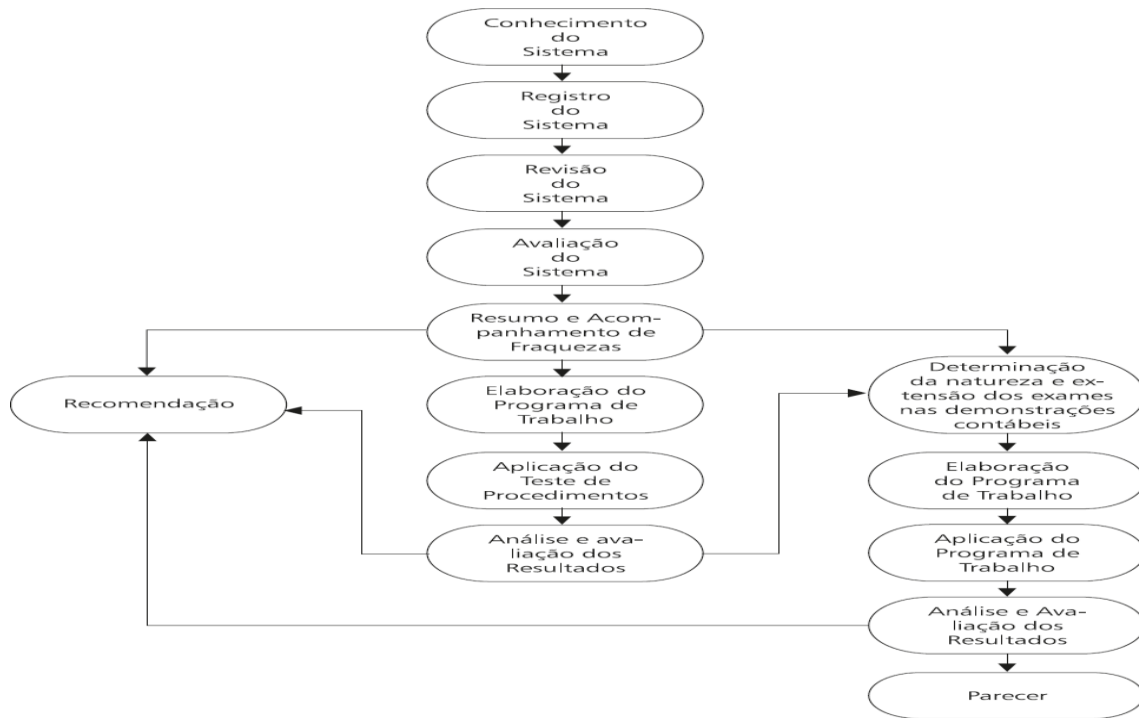 Conhecimento
do
Sistema
Registro
do
Sistema
Revisão
do
Sistema
Avaliação
do
Sistema
Resumo e Acom-
panhamento de
Fraquezas
Recomendação
Elaboração do
Programa de
Trabalho
Aplicação do
Teste de
Procedimentos
Análise e ava-
liação dos
Resultados
Determinação
da natureza e ex-
tensão dos exames
nas demonstrações
contábeis
Elaboração
do Programa
de Trabalho
Aplicação do
Programa de
Trabalho
Análise e Ava-
liação dos
Resultados
Parecer